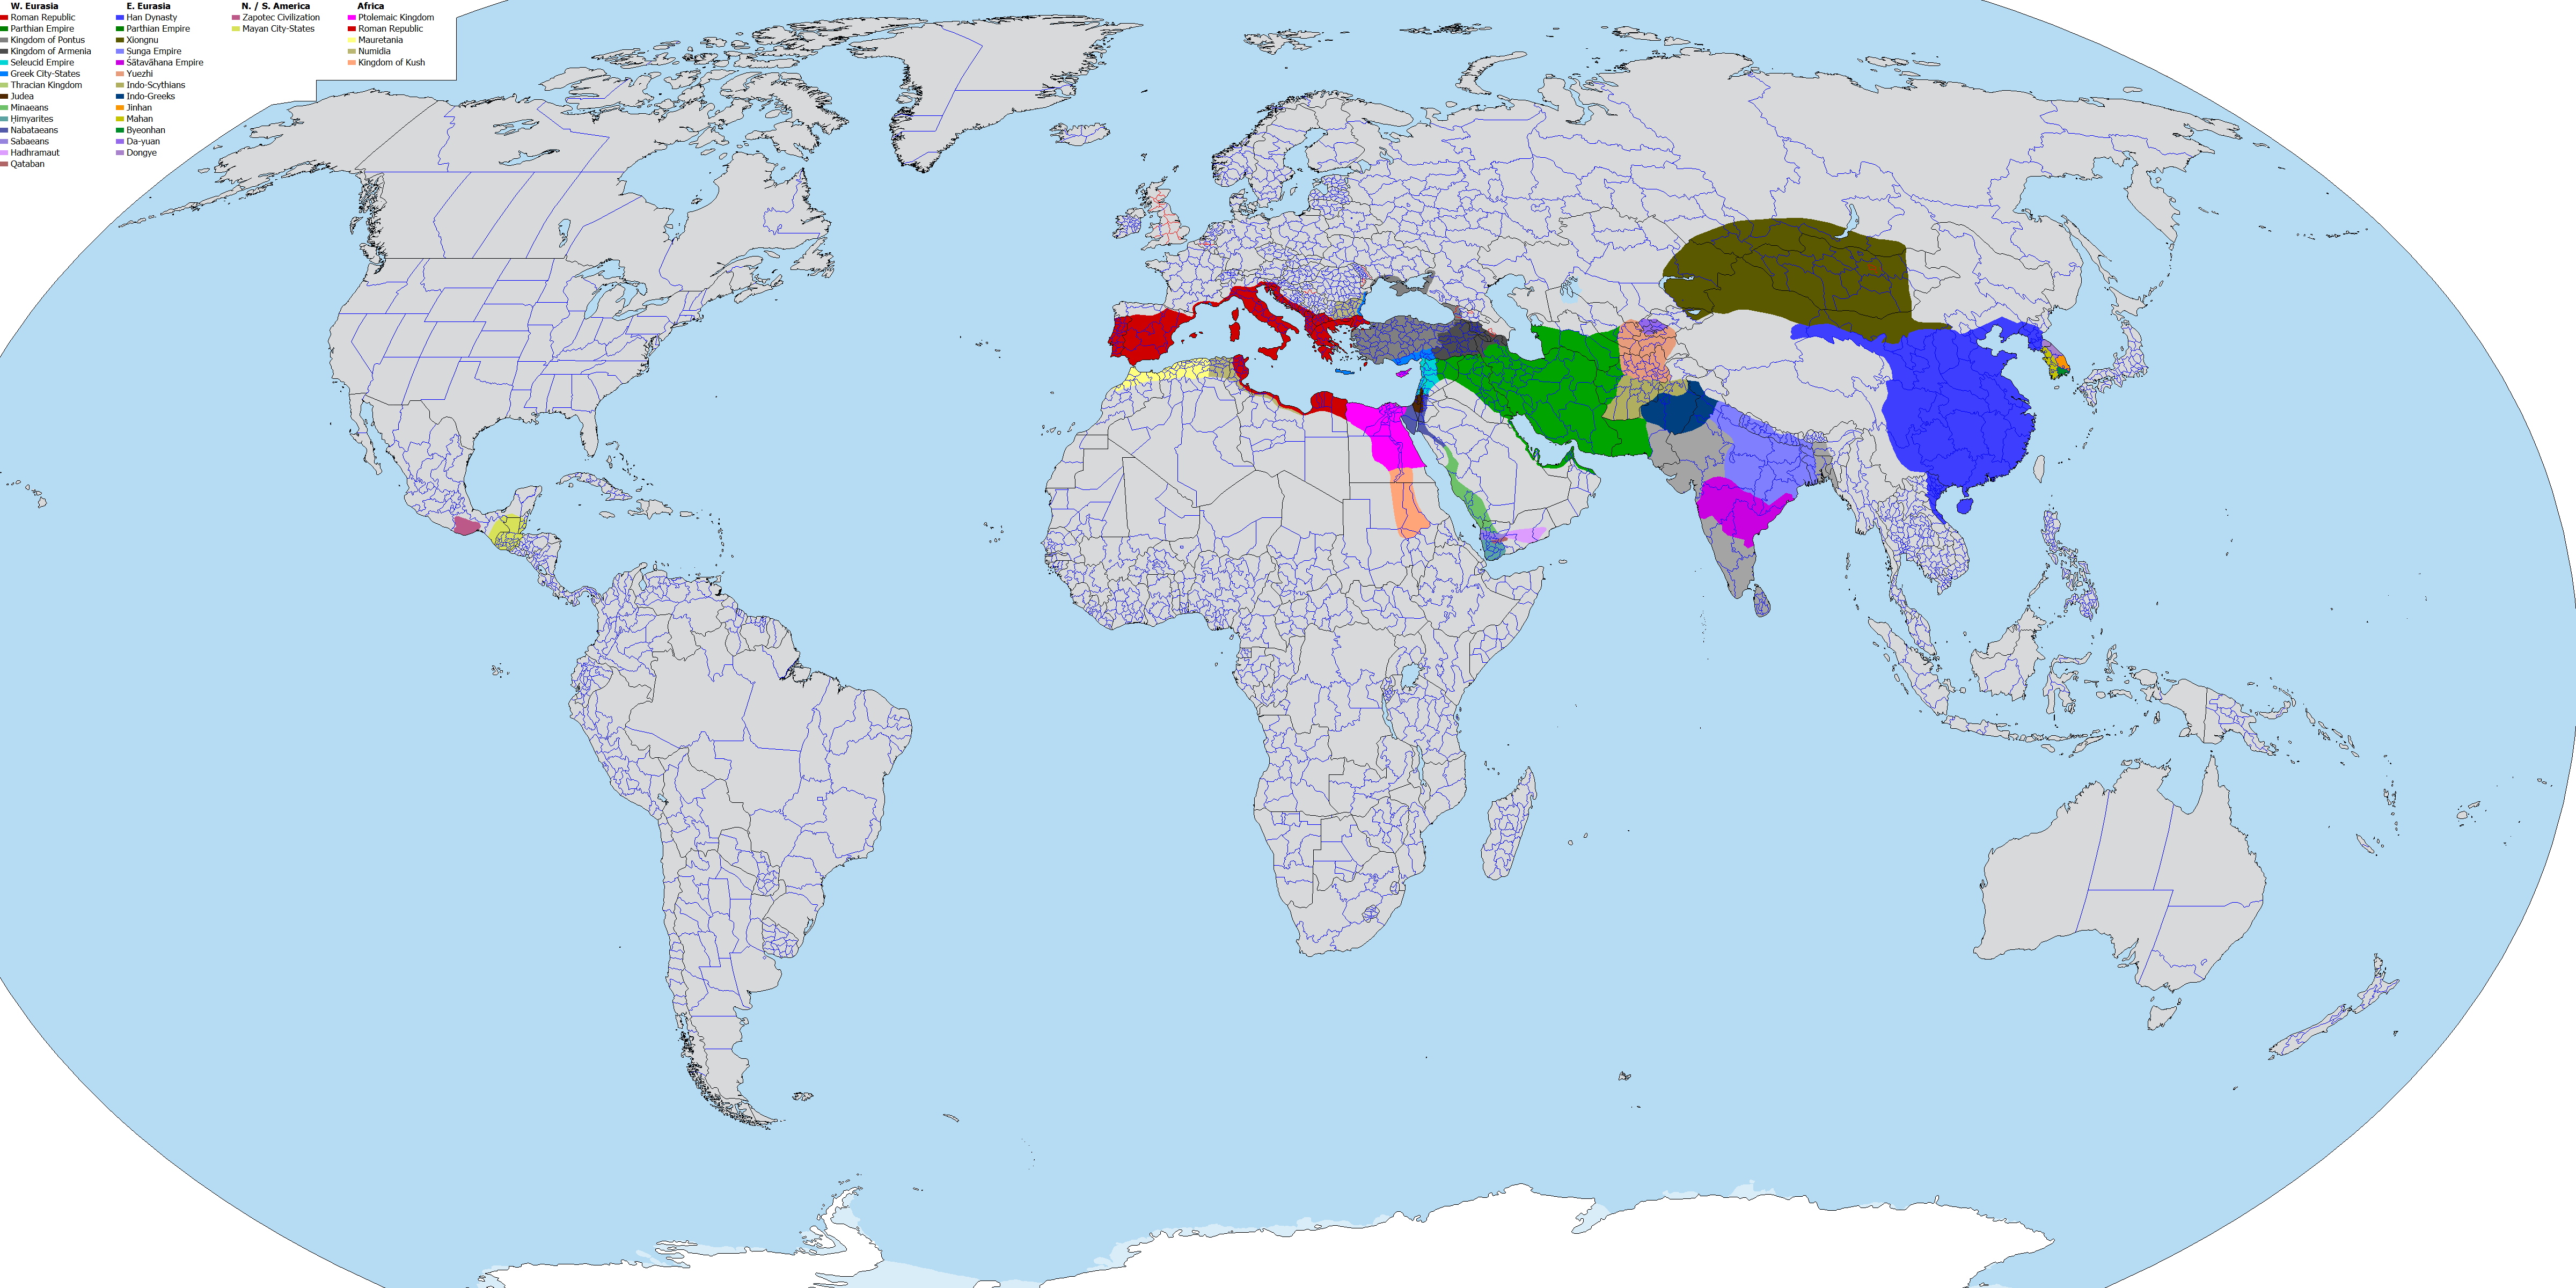 W. Eurasia
Roman Republic
Parthian Empire
Kingdom of Pontus
Kingdom of Armenia
Seleucid Empire
Greek City-States
Thracian Kingdom
Judea
Minaeans
Ḥimyarites
Nabataeans
Sabaeans
Hadhramaut
Qataban
E. Eurasia
Han Dynasty
Parthian Empire
Xiongnu
Sunga Empire
Sātavāhana Empire
Yuezhi
Indo-Scythians
Indo-Greeks
Jinhan
Mahan
Byeonhan
Da-yuan
Dongye
N. / S. America
Zapotec Civilization
Mayan City-States
Africa
Ptolemaic Kingdom
Roman Republic
Mauretania
Numidia
Kingdom of Kush